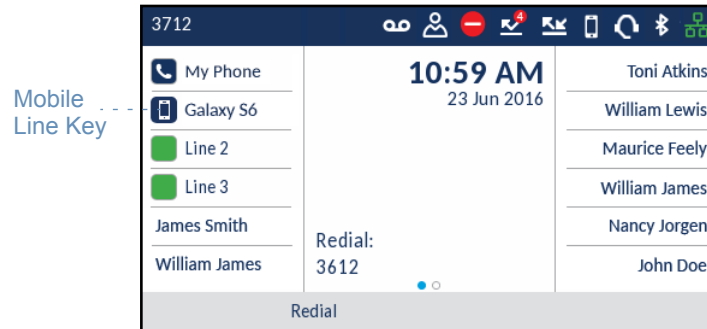 3712
4
My Phone
Galaxy S6
Line 2
Line 3
James Smith
William James
Mobile
Line Key
10:59 AM
23 Jun 2016
Redial:
3612
Toni Atkins
William Lewis
Maurice Feely
William James
Nancy Jorgen
John Doe
Redial